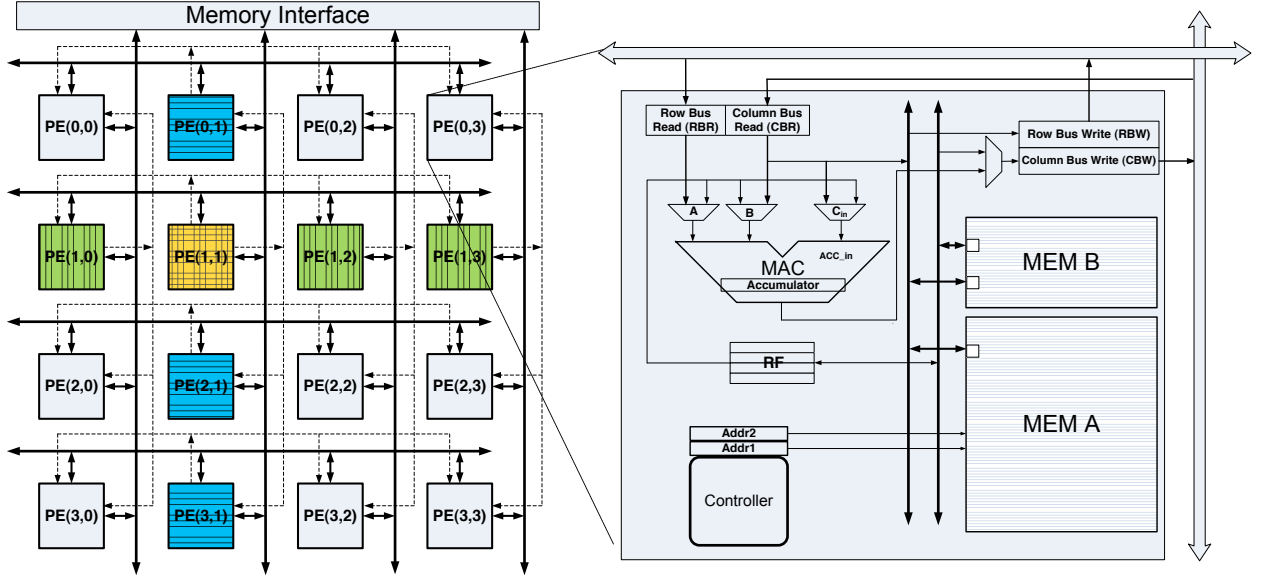 Memory Interface
PE(0,0)
PE(0,1)
PE(0,2)
PE(0,3)
PE(1,0)
PE(1,1)
PE(1,2)
PE(1,3)
PE(2,0)
PE(2,1)
PE(2,2)
PE(2,3)
PE(3,0)
PE(3,1)
PE(3,2)
PE(3,3)
Row Bus
Read (RBR)
Column Bus
Read (CBR)
Row Bus Write (RBW)
Column Bus Write (CBW)
A
B
Cin
ACC_in
MAC
Accumulator
MEM B
RF
MEM A
Addr2
Addr1
Controller